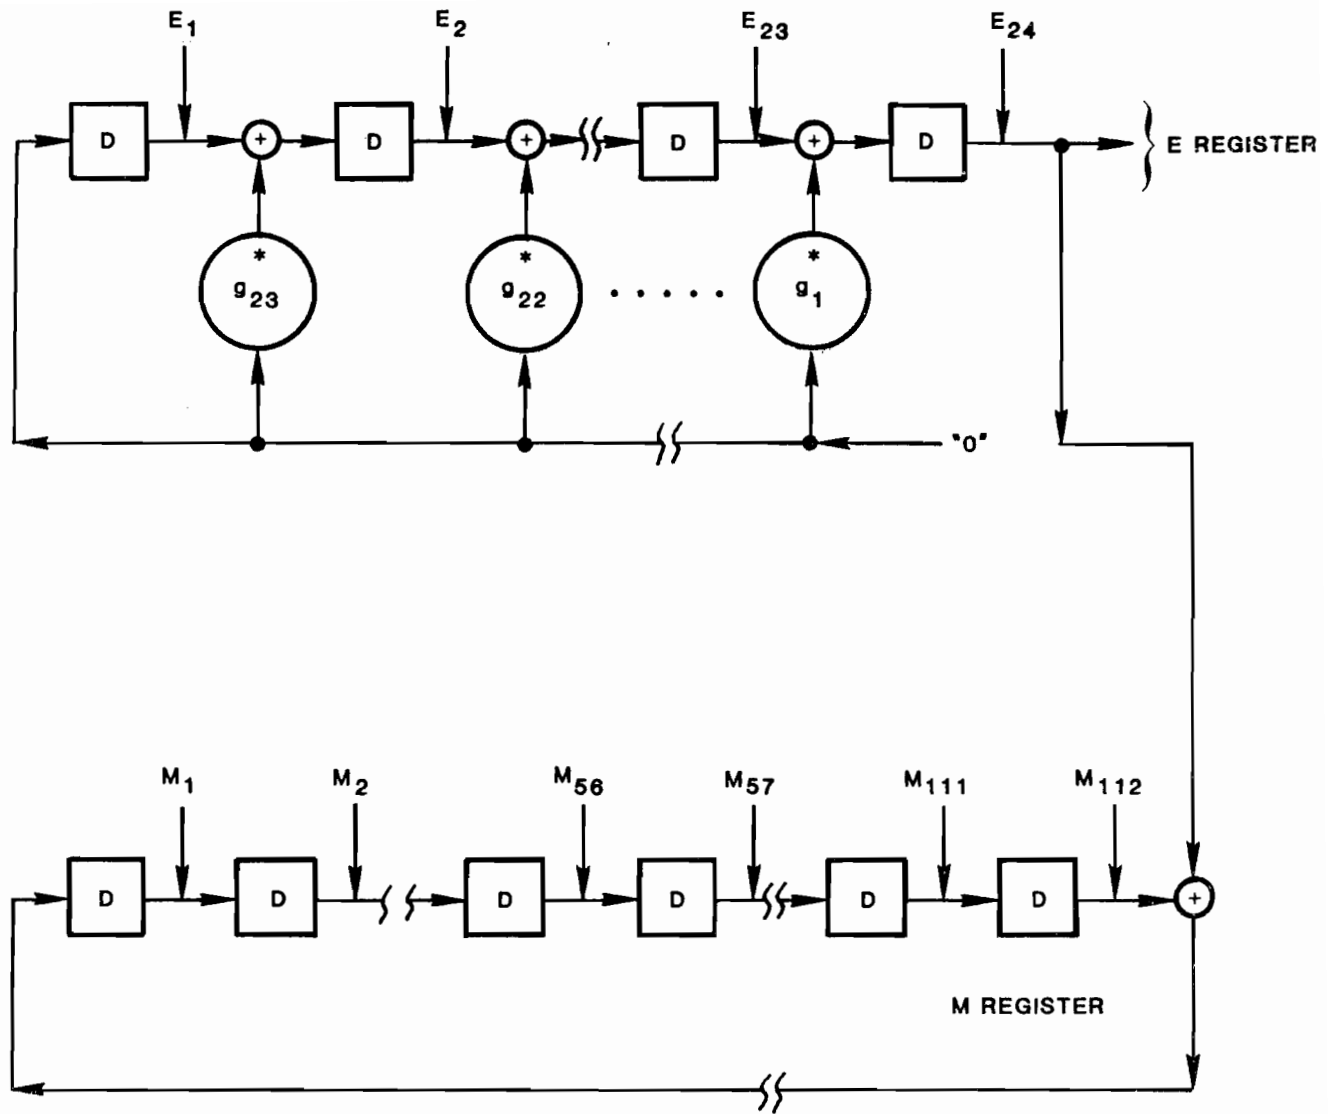 E1 E2 E23 E24
D D D D E REGISTER
+ + +
* * *
g23 g22 . . . . . g1
"0"
M1 M2 M56 M57 M111 M112
D D D D D D +
M REGISTER